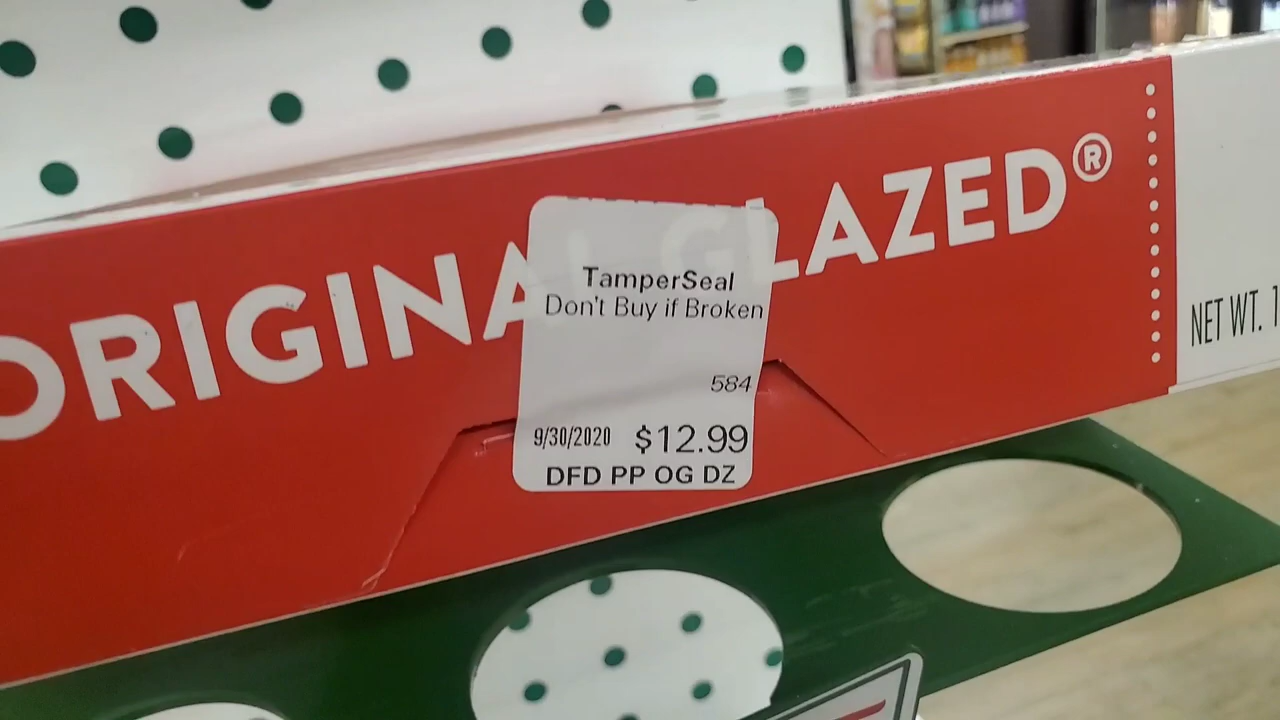 ORIGINAL GLAZED®
TamperSeal
Don't Buy if Broken
584
9/30/2020 $12.99
DFD PP OG DZ
NET WT. 1